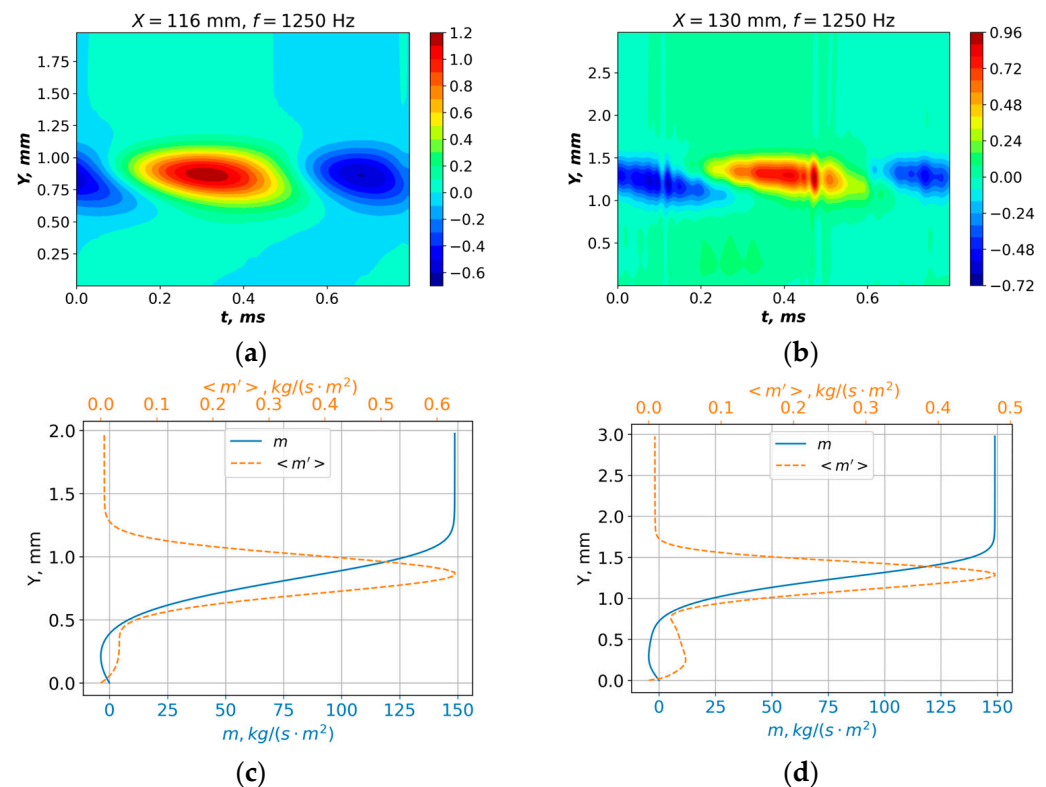 X = 116 mm, f = 1250 Hz
1.75
1.50
1.25
1.00
0.75
0.50
0.25
Y, mm
0.0 0.2 0.4 0.6
t, ms
1.2
1.0
0.8
0.6
0.4
0.2
0.0
−0.2
−0.4
−0.6
(a)
X = 130 mm, f = 1250 Hz
2.5
2.0
1.5
1.0
0.5
Y, mm
0.0 0.2 0.4 0.6
t, ms
0.96
0.72
0.48
0.24
0.00
−0.24
−0.48
−0.72
(b)
< m′ > , kg/(s · m²)
0.0 0.1 0.2 0.3 0.4 0.5 0.6
2.0
1.5
1.0
0.5
0.0
Y, mm
m
< m′ >
0 25 50 75 100 125 150
m, kg/(s · m²)
(c)
< m′ > , kg/(s · m²)
0.0 0.1 0.2 0.3 0.4 0.5
3.0
2.5
2.0
1.5
1.0
0.5
0.0
Y, mm
m
< m′ >
0 25 50 75 100 125 150
m, kg/(s · m²)
(d)